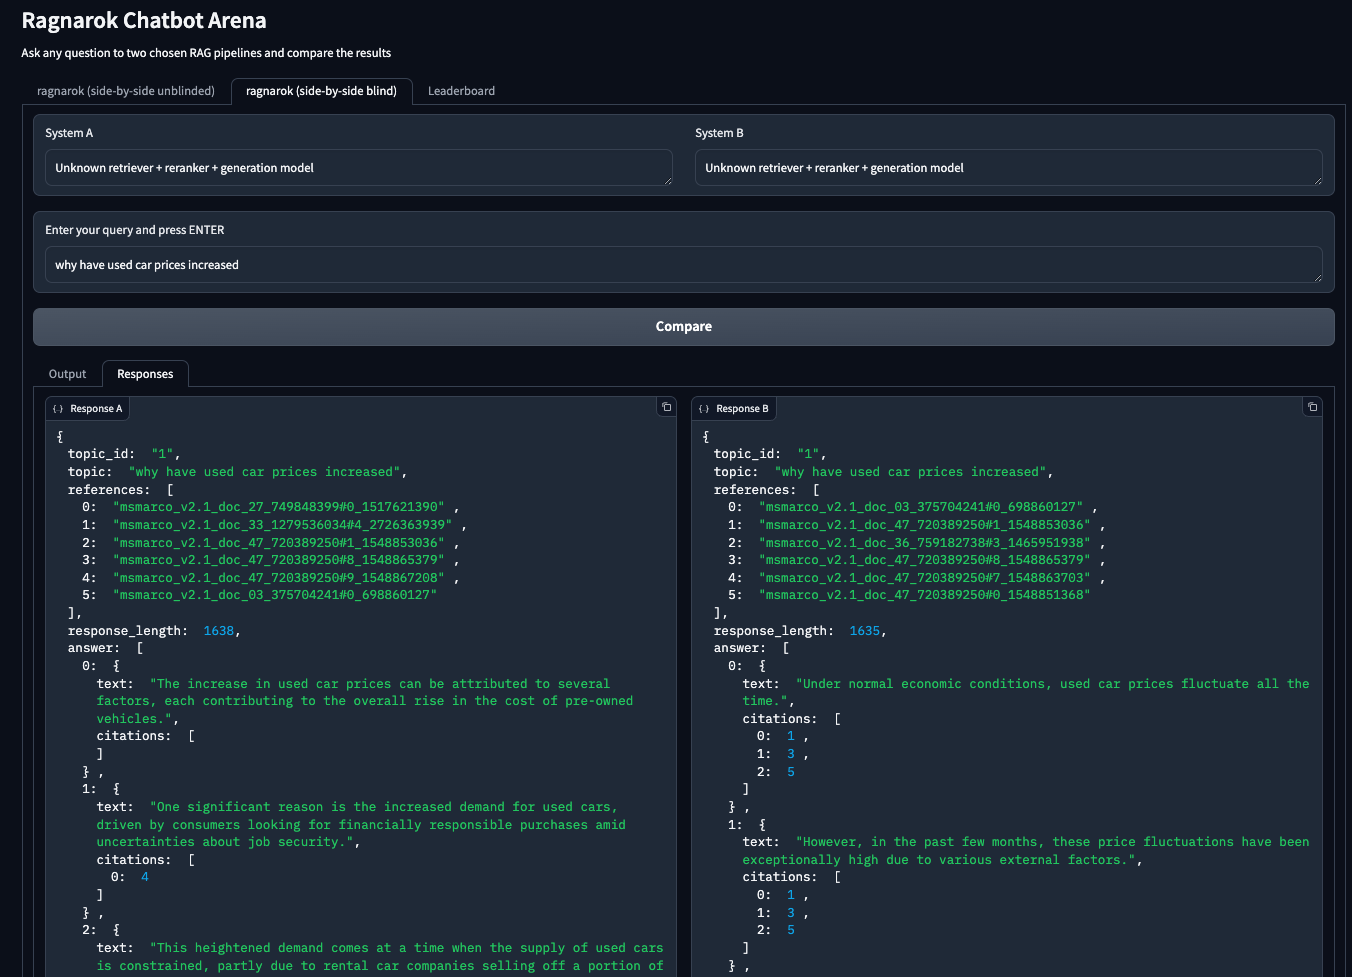 Ragnarok Chatbot Arena
Ask any question to two chosen RAG pipelines and compare the results
ragnarok (side-by-side unblinded)
ragnarok (side-by-side blind)
Leaderboard
System A
Unknown retriever + reranker + generation model
System B
Unknown retriever + reranker + generation model
Enter your query and press ENTER
why have used car prices increased
Compare
Output
Responses
{..} Response A
{
topic_id: "1",
topic: "why have used car prices increased",
references: [
0: "msmarco_v2.1_doc_27_749848399#0_1517621390" ,
1: "msmarco_v2.1_doc_33_1279536034#4_2726363939" ,
2: "msmarco_v2.1_doc_47_720389250#1_1548853036" ,
3: "msmarco_v2.1_doc_47_720389250#8_1548865379" ,
4: "msmarco_v2.1_doc_47_720389250#9_1548867208" ,
5: "msmarco_v2.1_doc_03_375704241#0_698860127"
],
response_length: 1638,
answer: [
0: {
text: "The increase in used car prices can be attributed to several
factors, each contributing to the overall rise in the cost of pre-owned
vehicles.",
citations: [
]
} ,
1: {
text: "One significant reason is the increased demand for used cars,
driven by consumers looking for financially responsible purchases amid
uncertainties about job security.",
citations: [
0: 4
]
} ,
2: {
text: "This heightened demand comes at a time when the supply of used cars
is constrained, partly due to rental car companies selling off a portion of
{..} Response B
{
topic_id: "1",
topic: "why have used car prices increased",
references: [
0: "msmarco_v2.1_doc_03_375704241#0_698860127" ,
1: "msmarco_v2.1_doc_47_720389250#1_1548853036" ,
2: "msmarco_v2.1_doc_36_759182738#3_1465951938" ,
3: "msmarco_v2.1_doc_47_720389250#8_1548865379" ,
4: "msmarco_v2.1_doc_47_720389250#7_1548863703" ,
5: "msmarco_v2.1_doc_47_720389250#0_1548851368"
],
response_length: 1635,
answer: [
0: {
text: "Under normal economic conditions, used car prices fluctuate all the
time.",
citations: [
0: 1 ,
1: 3 ,
2: 5
]
} ,
1: {
text: "However, in the past few months, these price fluctuations have been
exceptionally high due to various external factors.",
citations: [
0: 1 ,
1: 3 ,
2: 5
]
} ,